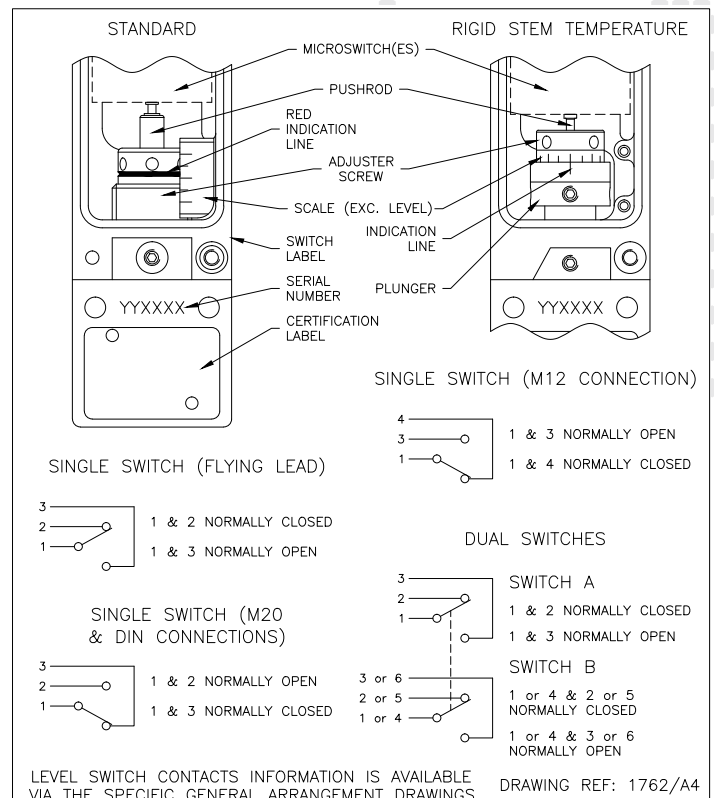 STANDARD
RIGID STEM TEMPERATURE
MICROSWITCH(ES)
PUSHROD
RED
INDICATION
LINE
ADJUSTER
SCREW
SCALE (EXC. LEVEL)
INDICATION
LINE
SWITCH
LABEL
SERIAL
NUMBER
PLUNGER
CERTIFICATION
LABEL
YYXXXX
YYXXXX
SINGLE SWITCH (M12 CONNECTION)
4
3
1
1 & 3 NORMALLY OPEN
1 & 4 NORMALLY CLOSED
SINGLE SWITCH (FLYING LEAD)
3
2
1
1 & 2 NORMALLY CLOSED
1 & 3 NORMALLY OPEN
DUAL SWITCHES
3
2
1
SWITCH A
1 & 2 NORMALLY CLOSED
1 & 3 NORMALLY OPEN
SINGLE SWITCH (M20
& DIN CONNECTIONS)
3
2
1
1 & 2 NORMALLY OPEN
1 & 3 NORMALLY CLOSED
SWITCH B
3 or 6
2 or 5
1 or 4
1 or 4 & 2 or 5
NORMALLY CLOSED
1 or 4 & 3 or 6
NORMALLY OPEN
LEVEL SWITCH CONTACTS INFORMATION IS AVAILABLE
VIA THE SPECIFIC GENERAL ARRANGEMENT DRAWINGS
DRAWING REF: 1762/A4